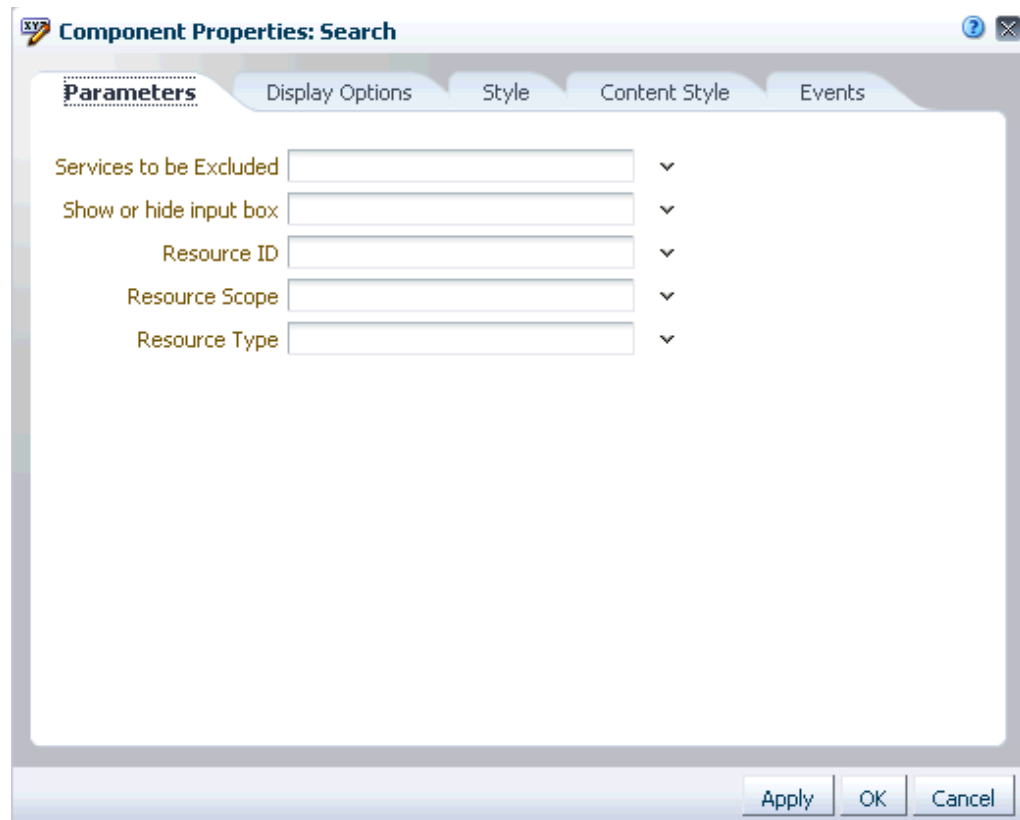 Component Properties: Search
Parameters Display Options Style Content Style Events
Services to be Excluded
Show or hide input box
Resource ID
Resource Scope
Resource Type
Apply OK Cancel